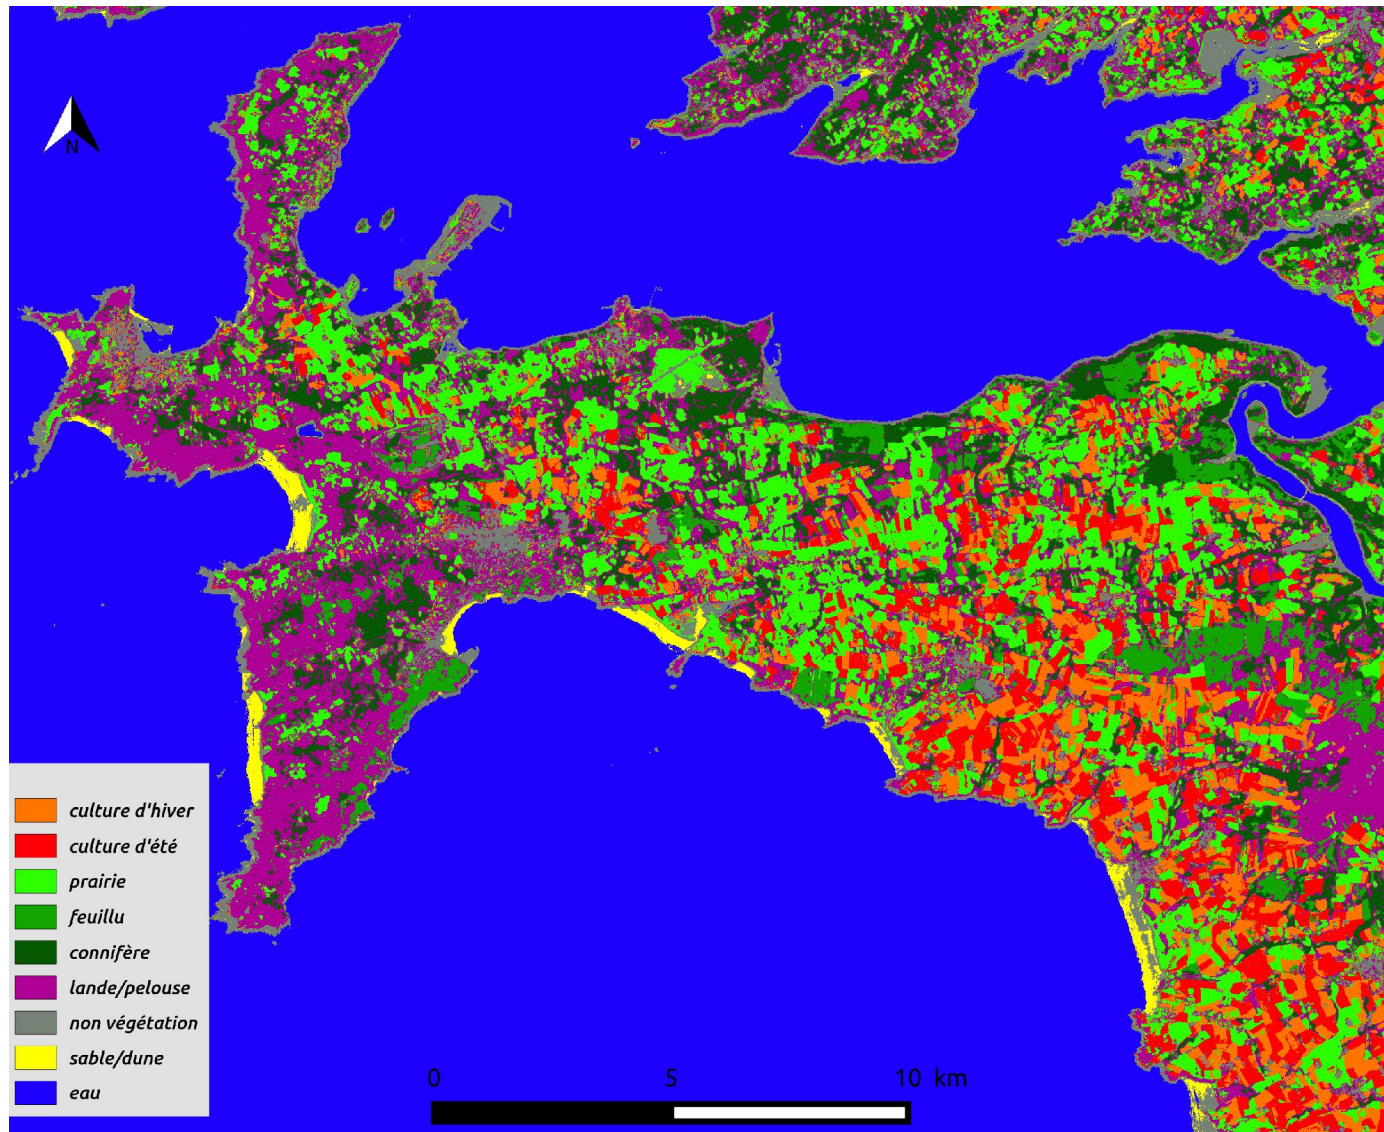 N
culture d'hiver
culture d'été
prairie
feuillu
connifère
lande/pelouse
non végétation
sable/dune
eau
0 5 10 km